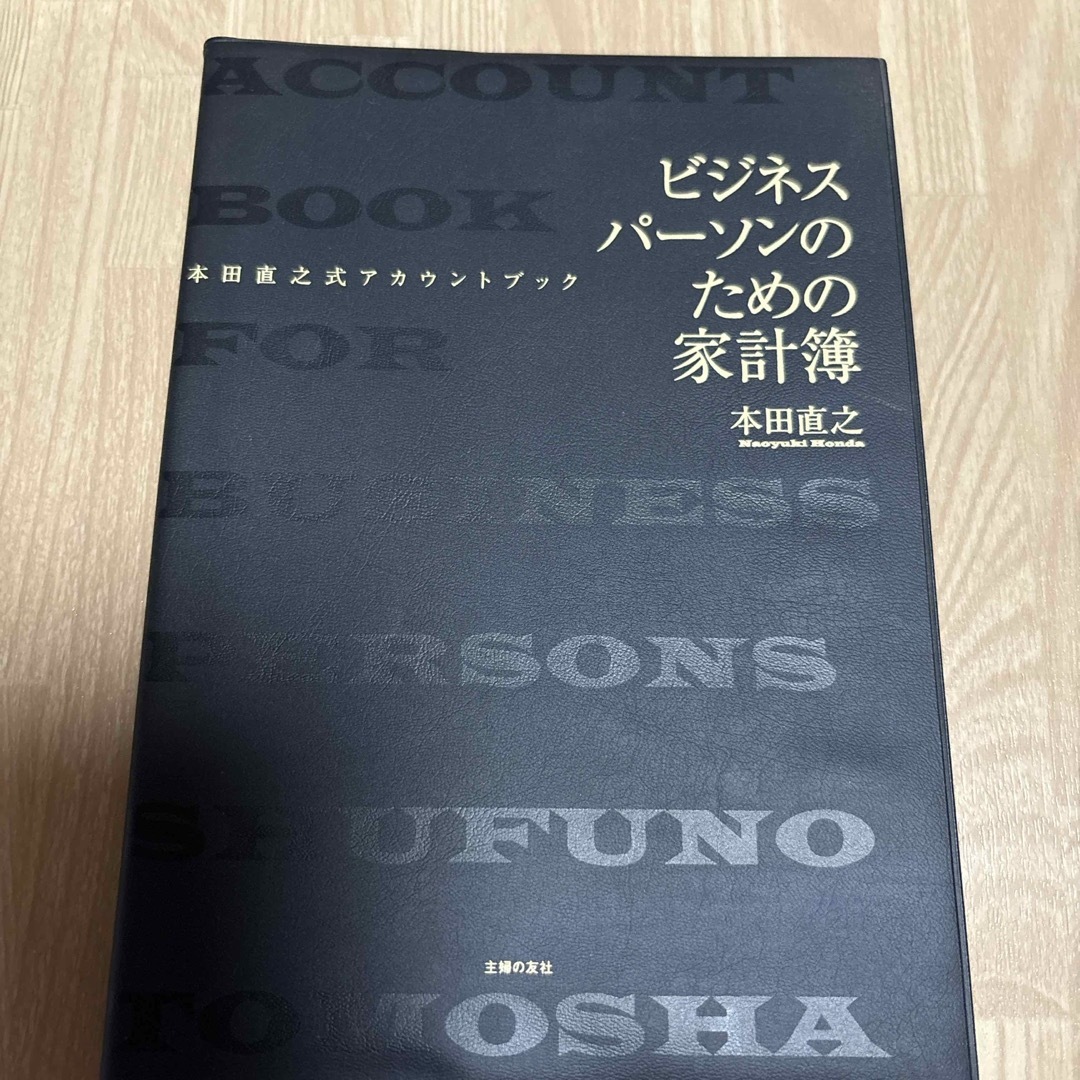 ACCOUNT
BOOK
FOR
BUSINESS
PERSONS
SHUFUNO
TOMOSHA
ビジネス
パーソンの
ための
家計簿
本田直之
Naoyuki Honda
本田直之式アカウントブック
主婦の友社